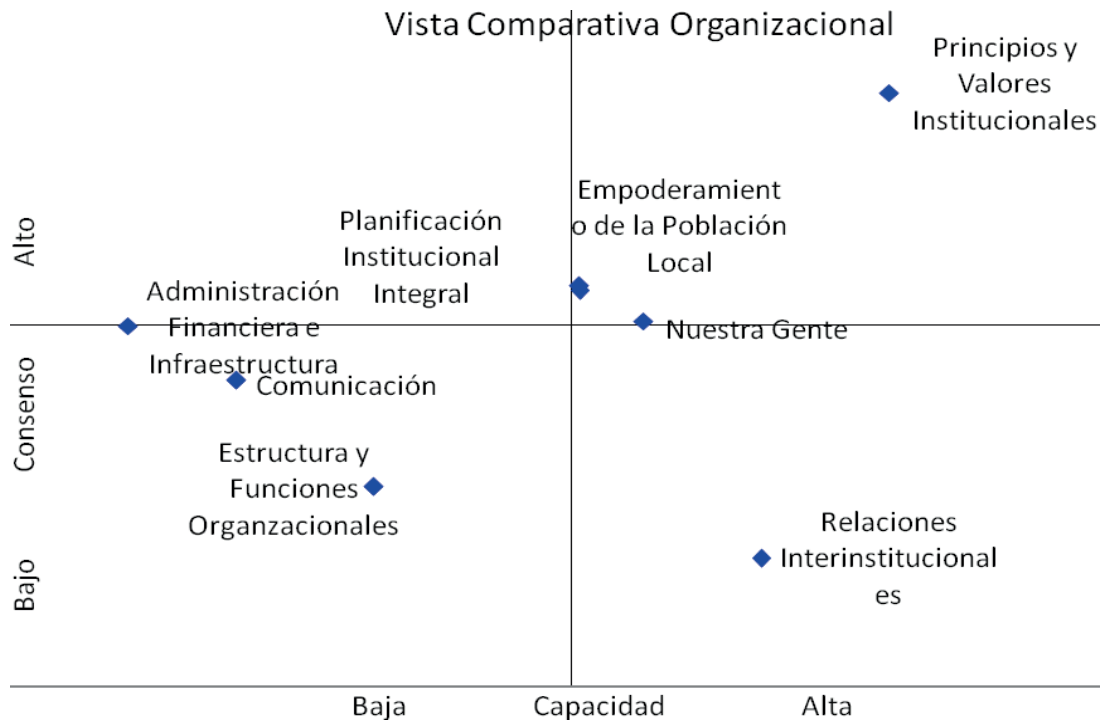 Vista Comparativa Organizacional
Principios y
Valores
Institucionales
Empoderamient
o de la Población
Local
Planificación
Institucional
Integral
Administración
Financiera e
Infraestructura
Nuestra Gente
Comunicación
Estructura y
Funciones
Organzacionales
Relaciones
Interinstitucional
es
Alto
Consenso
Bajo
Baja
Capacidad
Alta